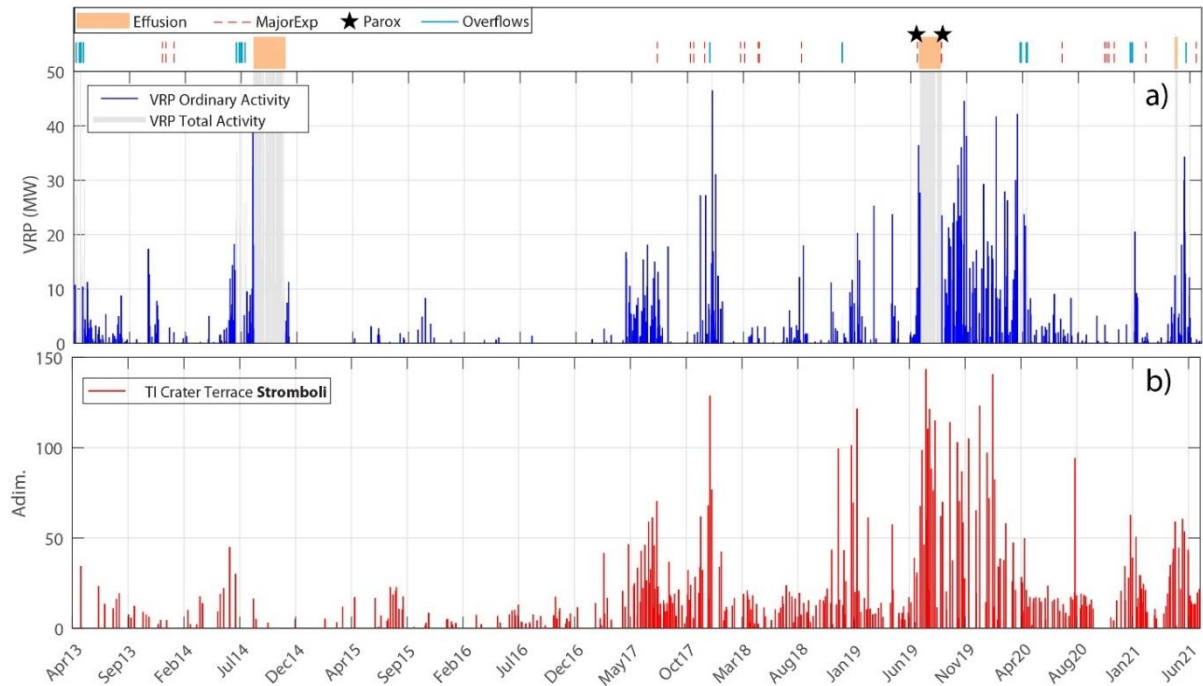 Effusion MajorExp Parox Overflows
a)
50
40
30
20
10
0
VRP (MW)
VRP Ordinary Activity
VRP Total Activity
b)
150
100
50
0
Adim.
TI Crater Terrace Stromboli
Apr13 Sep13 Feb14 Jul14 Dec14 Apr15 Sep15 Feb16 Jul16 Dec16 May17 Oct17 Mar18 Aug18 Jan19 Jun19 Nov19 Apr20 Aug20 Jan21 Jun21